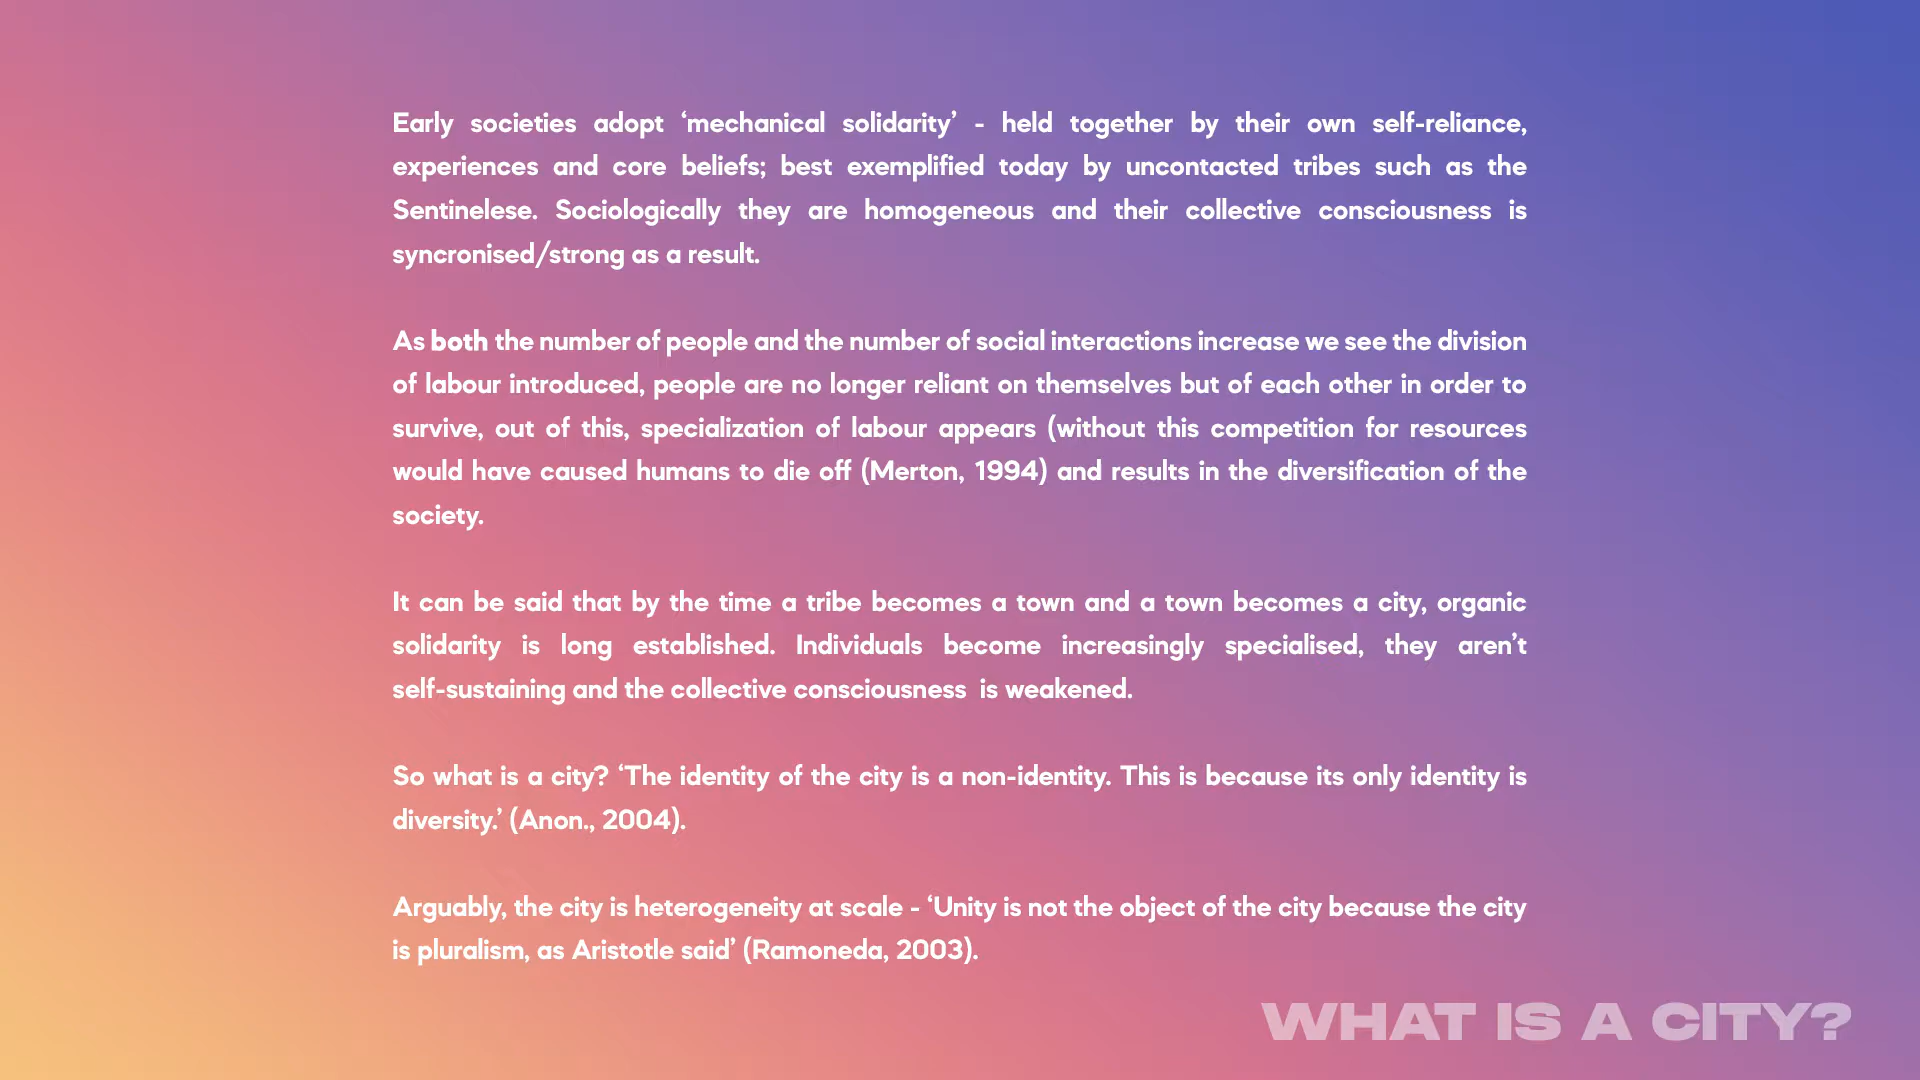 Early societies adopt ‘mechanical solidarity’ - held together by their own self-reliance,
experiences and core beliefs; best exemplified today by uncontacted tribes such as the
Sentinelese. Sociologically they are homogeneous and their collective consciousness is
syncronised/strong as a result.
As both the number of people and the number of social interactions increase we see the division
of labour introduced, people are no longer reliant on themselves but of each other in order to
survive, out of this, specialization of labour appears (without this competition for resources
would have caused humans to die off (Merton, 1994) and results in the diversification of the
society.
It can be said that by the time a tribe becomes a town and a town becomes a city, organic
solidarity is long established. Individuals become increasingly specialised, they aren’t
self-sustaining and the collective consciousness is weakened.
So what is a city? ‘The identity of the city is a non-identity. This is because its only identity is
diversity.’ (Anon., 2004).
Arguably, the city is heterogeneity at scale - ‘Unity is not the object of the city because the city
is pluralism, as Aristotle said’ (Ramoneda, 2003).
WHAT IS A CITY?